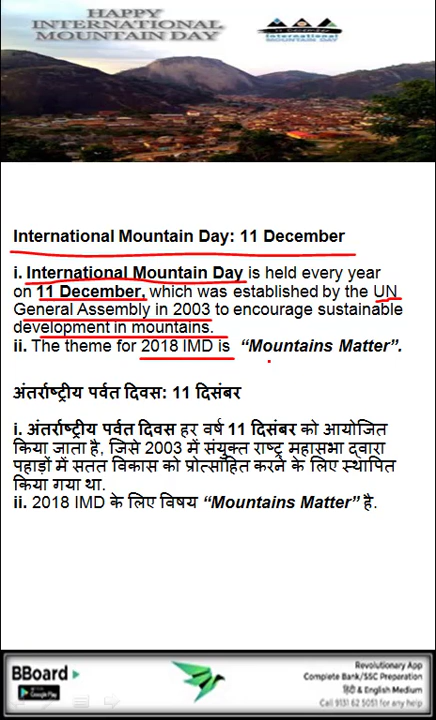 HAPPY
INTERNATIONAL
MOUNTAIN DAY
11 December
International
MOUNTAIN DAY
International Mountain Day: 11 December
i. International Mountain Day is held every year
on 11 December, which was established by the UN
General Assembly in 2003 to encourage sustainable
development in mountains.
ii. The theme for 2018 IMD is “Mountains Matter”.
अंतर्राष्ट्रीय पर्वत दिवस: 11 दिसंबर
i. अंतर्राष्ट्रीय पर्वत दिवस हर वर्ष 11 दिसंबर को आयोजित
किया जाता है, जिसे 2003 में संयुक्त राष्ट्र महासभा द्वारा
पहाड़ों में सतत विकास को प्रोत्साहित करने के लिए स्थापित
किया गया था.
ii. 2018 IMD के लिए विषय “Mountains Matter” है.
BBoard
Google Play
Revolutionary App
Complete Bank/SSC Preparation
हिंदी & English Medium
Call 9131 62 5051 for any help